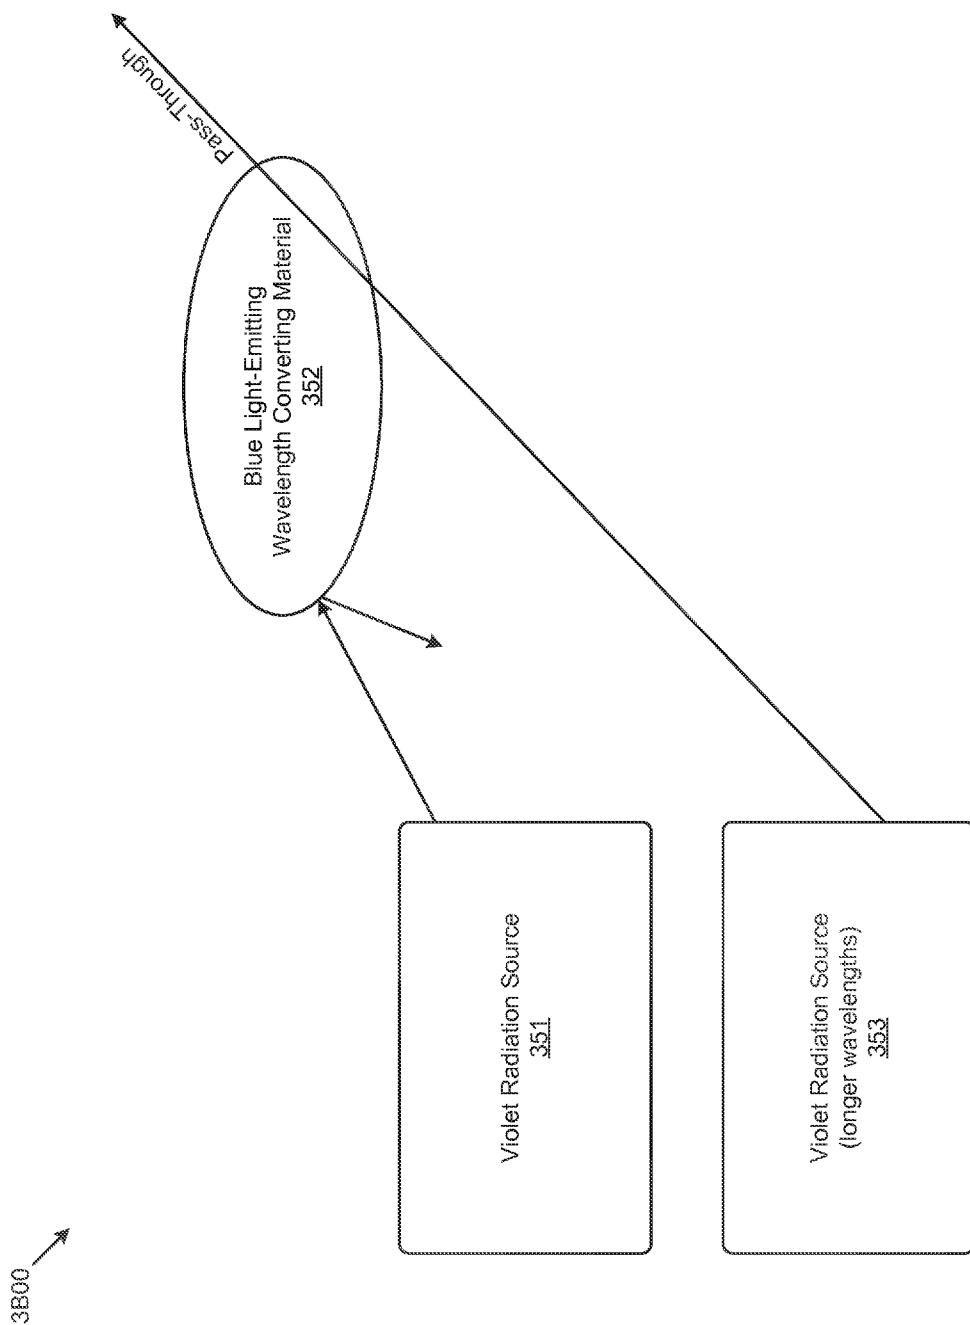 3B00
Pass-Through
Blue Light-Emitting
Wavelength Converting Material
352
Violet Radiation Source
351
Violet Radiation Source
(longer wavelengths)
353